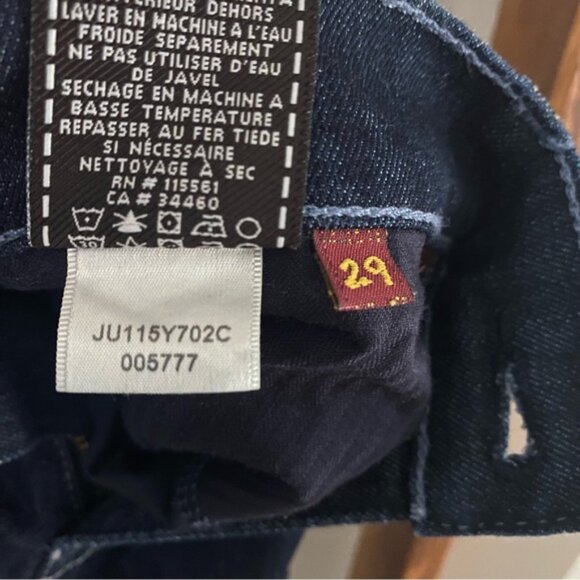 LAVER EN MACHINE À L'EAU
FROIDE SEPAREMENT
NE PAS UTILISER D'EAU
DE JAVEL
SECHAGE EN MACHINE A
BASSE TEMPERATURE
REPASSER AU FER TIEDE
SI NÉCESSAIRE
NETTOYAGE À SEC
RN # 115561
CA # 34460
29
JU115Y702C
005777